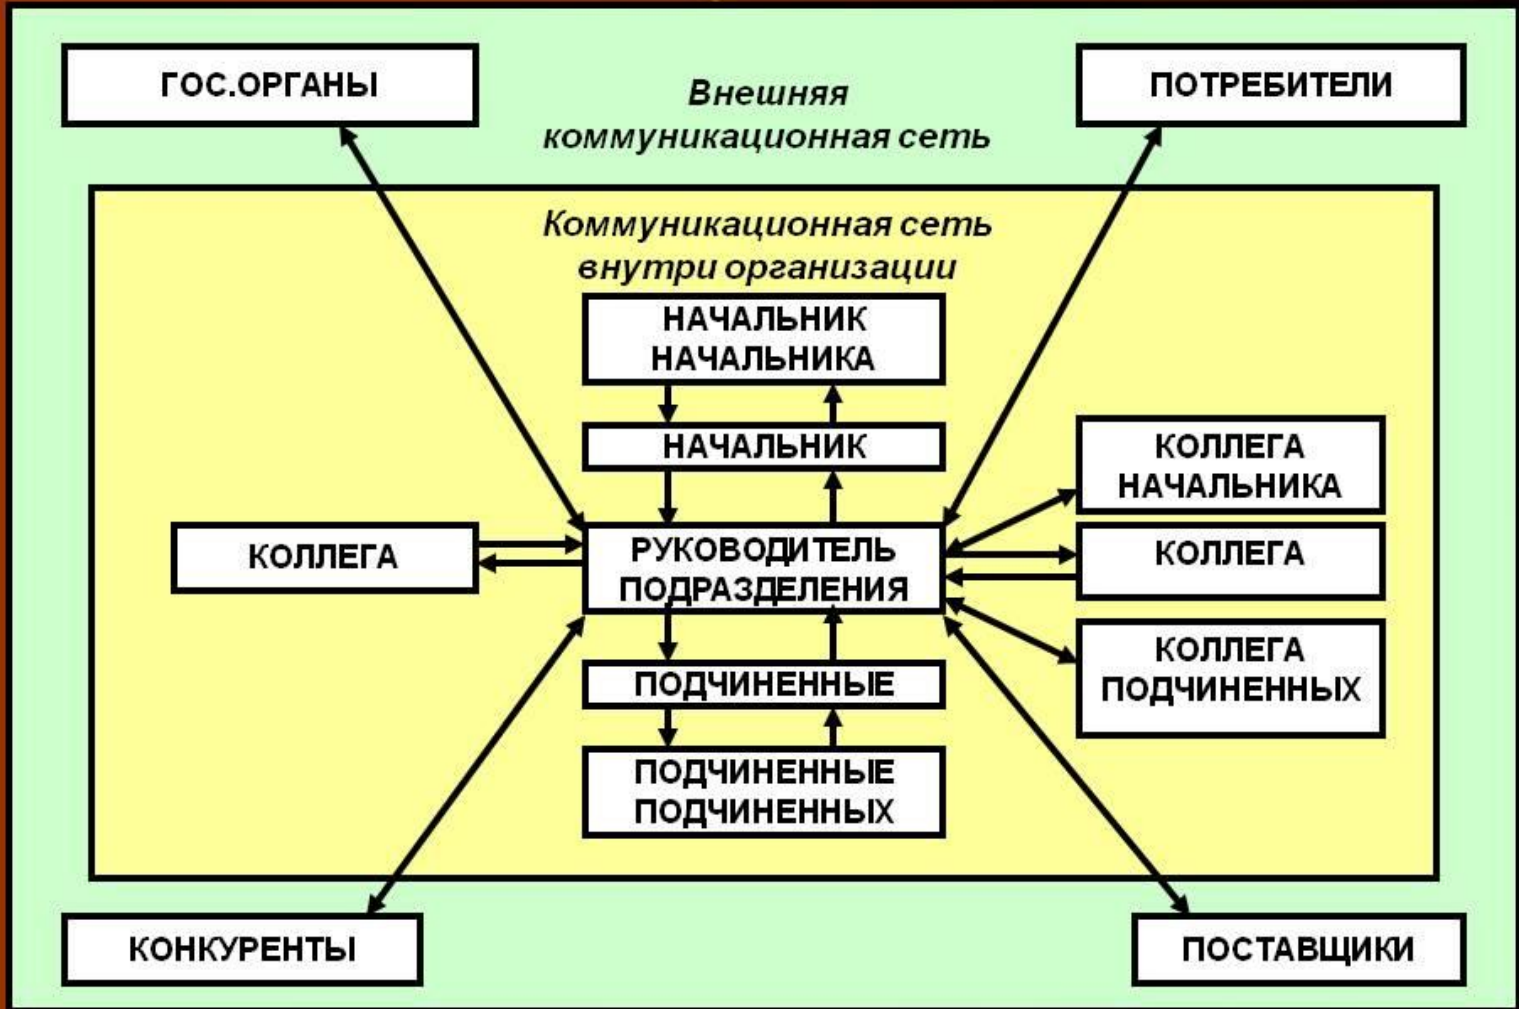 ГОС.ОРГАНЫ
Внешняя
коммуникационная сеть
ПОТРЕБИТЕЛИ
Коммуникационная сеть
внутри организации
НАЧАЛЬНИК
НАЧАЛЬНИКА
НАЧАЛЬНИК
КОЛЛЕГА
НАЧАЛЬНИКА
КОЛЛЕГА
РУКОВОДИТЕЛЬ
ПОДРАЗДЕЛЕНИЯ
КОЛЛЕГА
КОЛЛЕГА
ПОДЧИНЕННЫХ
ПОДЧИНЕННЫЕ
ПОДЧИНЕННЫЕ
ПОДЧИНЕННЫХ
КОНКУРЕНТЫ
ПОСТАВЩИКИ